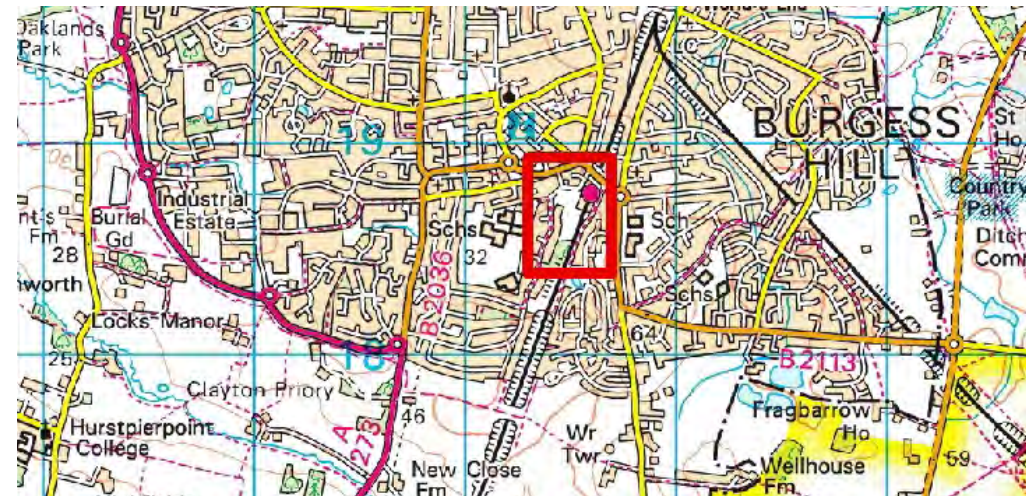 Oaklands
Park
LC
19
BURGESS
HILL
St
Ho
Country
Park
Industrial
Estate
Burial
Gd
Fm
28
Schs
32
Sch
Ditch
Comm
B 2036
Schs
Locks Manor
64
25
18
B2113
Clayton Priory
46
A
273
Hurstpierpoint
College
Fragbarrow
Ho
Wr
Twr
New Close
Fm
Wellhouse
Fm
59